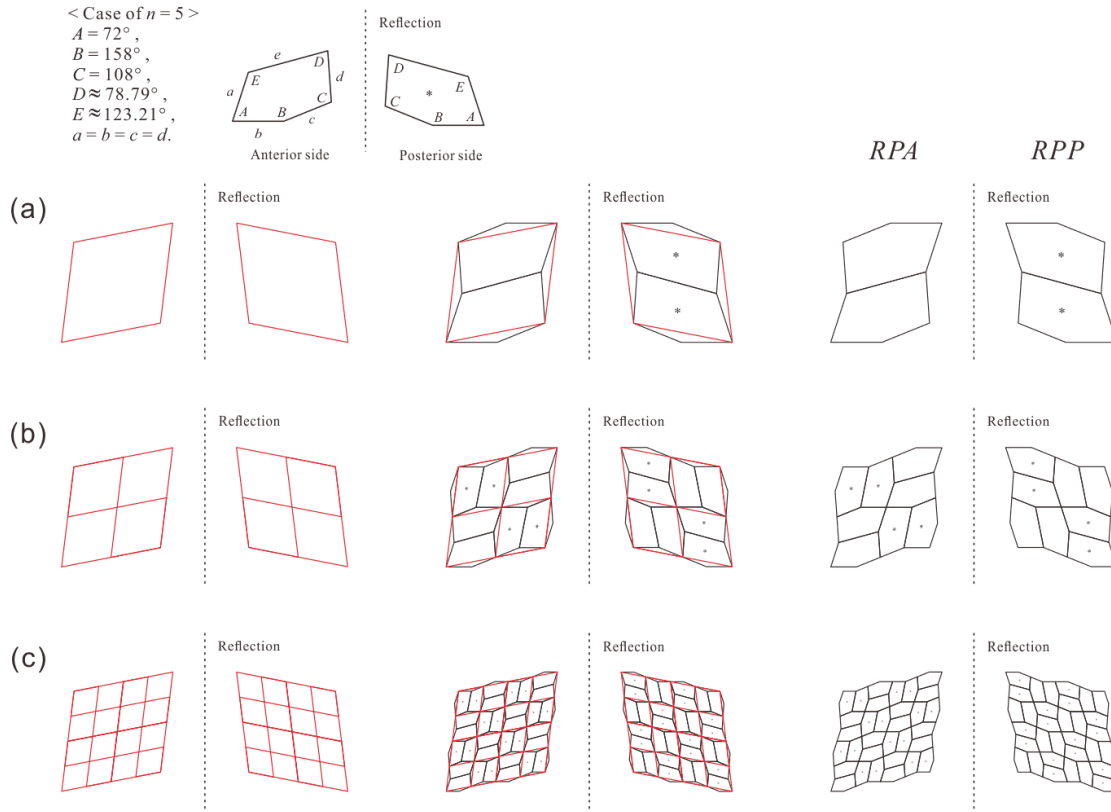 < Case of n = 5 >
A = 72° ,
B = 158° ,
C = 108° ,
D ≈ 78.79° ,
E ≈ 123.21° ,
a = b = c = d.
e
D
a
E
d
C
A
B
c
b
Anterior side
Reflection
D
E
*
C
B
A
Posterior side
RPA
RPP
(a)
Reflection
Reflection
*
*
Reflection
*
*
(b)
Reflection
Reflection
Reflection
(c)
Reflection
Reflection
Reflection